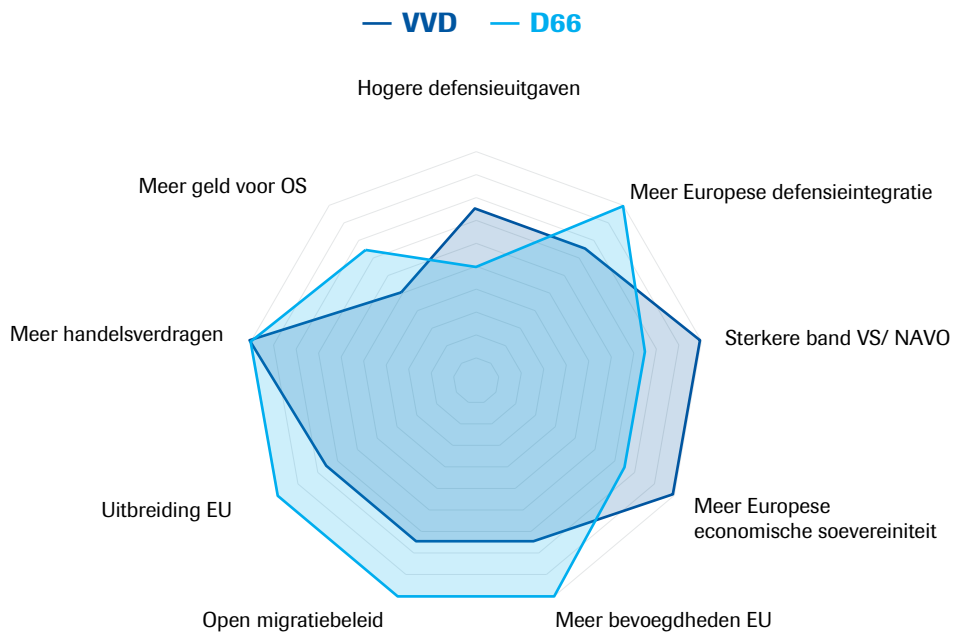 VVD D66
Hogere defensieuitgaven
Meer geld voor OS
Meer Europese defensieintegratie
Meer handelsverdragen
Sterkere band VS/ NAVO
Uitbreiding EU
Meer Europese
economische soevereiniteit
Open migratiebeleid
Meer bevoegdheden EU